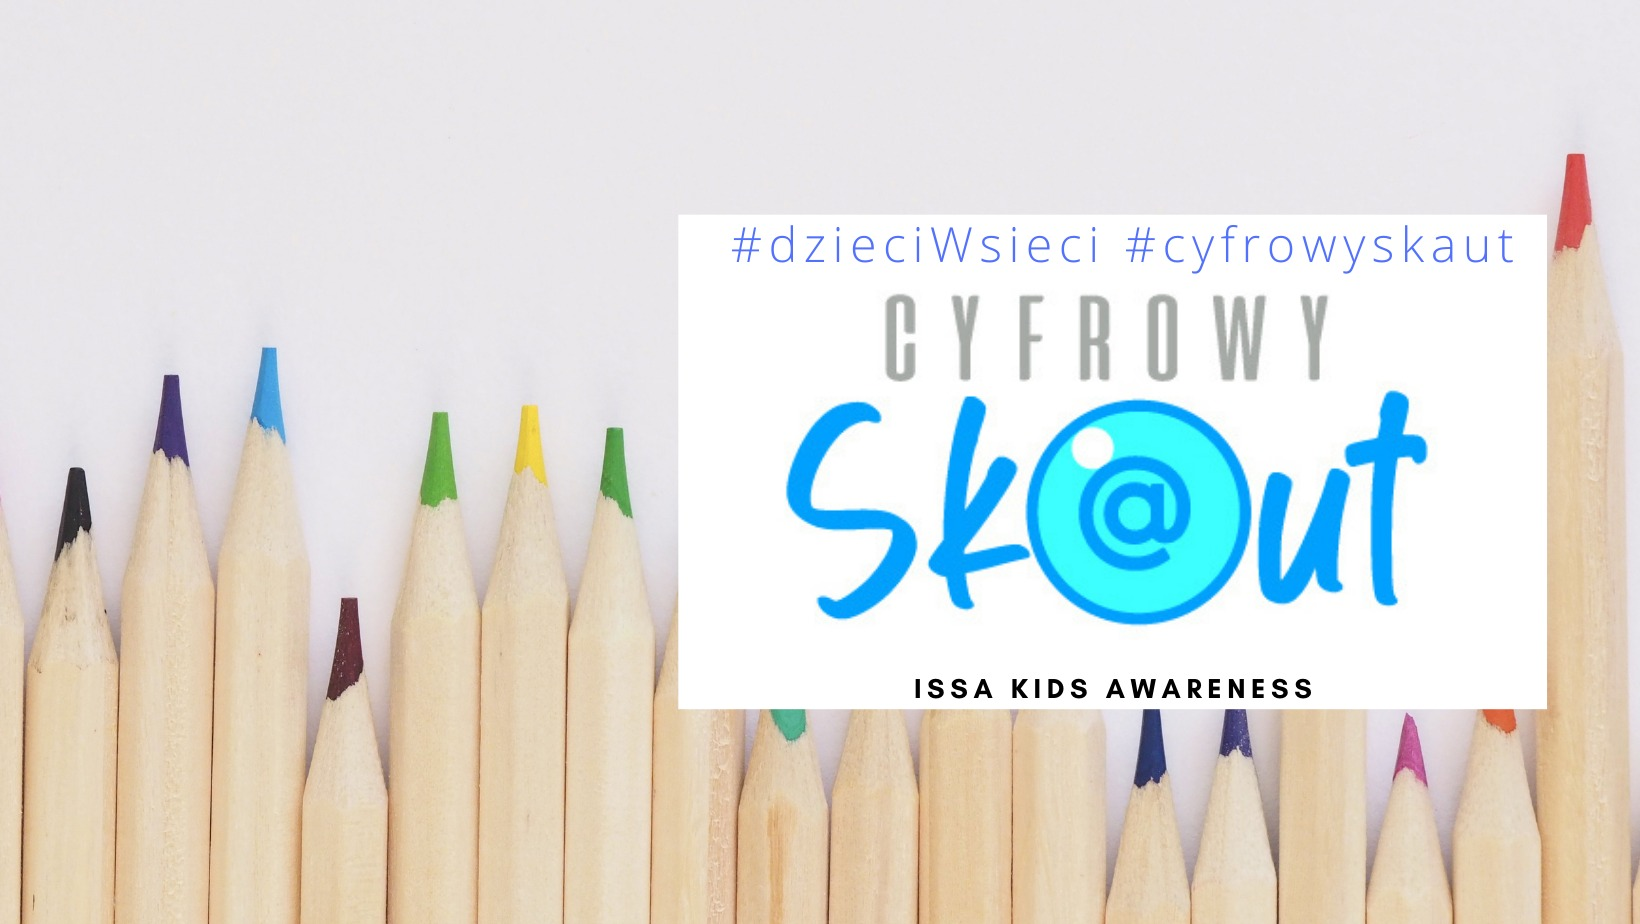 #dzieciWsieci #cyfrowyskaut
CYFROWY
Sk@ut
ISSA KIDS AWARENESS